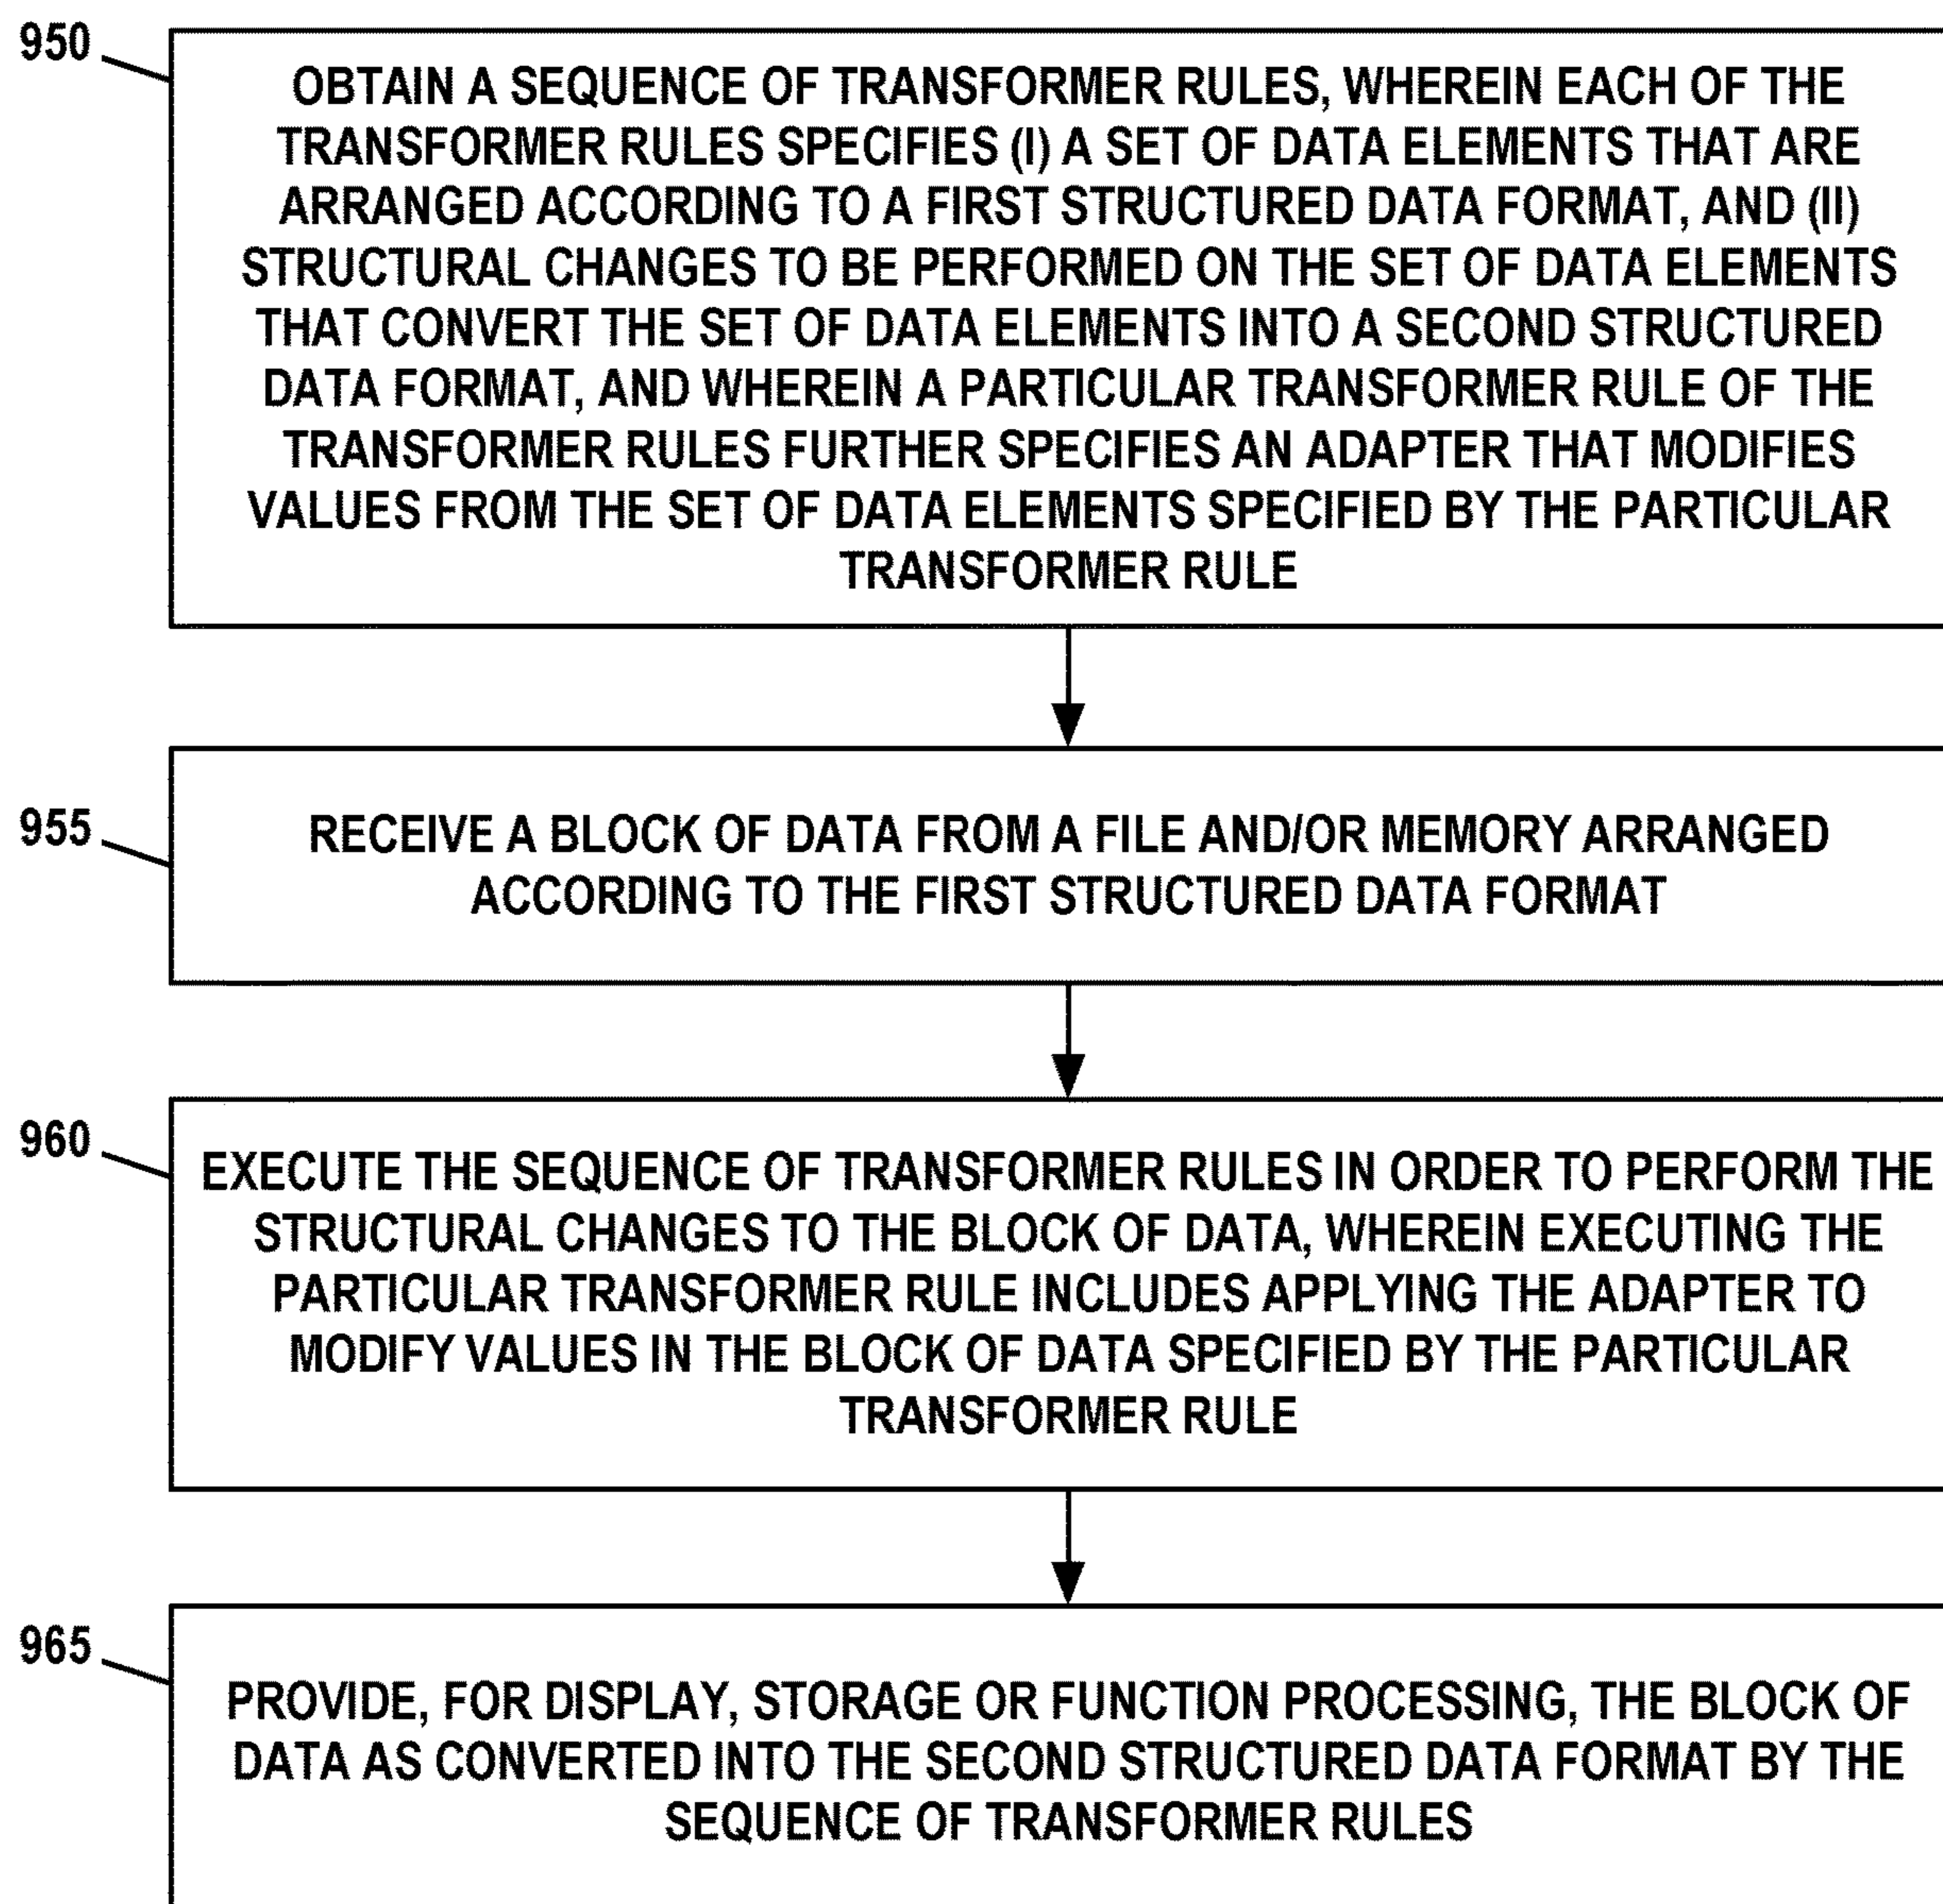 950
OBTAIN A SEQUENCE OF TRANSFORMER RULES, WHEREIN EACH OF THE
TRANSFORMER RULES SPECIFIES (I) A SET OF DATA ELEMENTS THAT ARE
ARRANGED ACCORDING TO A FIRST STRUCTURED DATA FORMAT, AND (II)
STRUCTURAL CHANGES TO BE PERFORMED ON THE SET OF DATA ELEMENTS
THAT CONVERT THE SET OF DATA ELEMENTS INTO A SECOND STRUCTURED
DATA FORMAT, AND WHEREIN A PARTICULAR TRANSFORMER RULE OF THE
TRANSFORMER RULES FURTHER SPECIFIES AN ADAPTER THAT MODIFIES
VALUES FROM THE SET OF DATA ELEMENTS SPECIFIED BY THE PARTICULAR
TRANSFORMER RULE
955
RECEIVE A BLOCK OF DATA FROM A FILE AND/OR MEMORY ARRANGED
ACCORDING TO THE FIRST STRUCTURED DATA FORMAT
960
EXECUTE THE SEQUENCE OF TRANSFORMER RULES IN ORDER TO PERFORM THE
STRUCTURAL CHANGES TO THE BLOCK OF DATA, WHEREIN EXECUTING THE
PARTICULAR TRANSFORMER RULE INCLUDES APPLYING THE ADAPTER TO
MODIFY VALUES IN THE BLOCK OF DATA SPECIFIED BY THE PARTICULAR
TRANSFORMER RULE
965
PROVIDE, FOR DISPLAY, STORAGE OR FUNCTION PROCESSING, THE BLOCK OF
DATA AS CONVERTED INTO THE SECOND STRUCTURED DATA FORMAT BY THE
SEQUENCE OF TRANSFORMER RULES